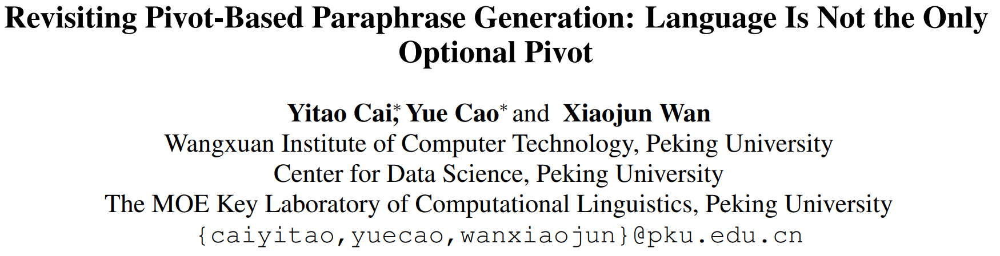 Revisiting Pivot-Based Paraphrase Generation: Language Is Not the Only
Optional Pivot
Yitao Cai,* Yue Cao* and Xiaojun Wan
Wangxuan Institute of Computer Technology, Peking University
Center for Data Science, Peking University
The MOE Key Laboratory of Computational Linguistics, Peking University
{caiyitao,yuecao,wanxiaojun}@pku.edu.cn